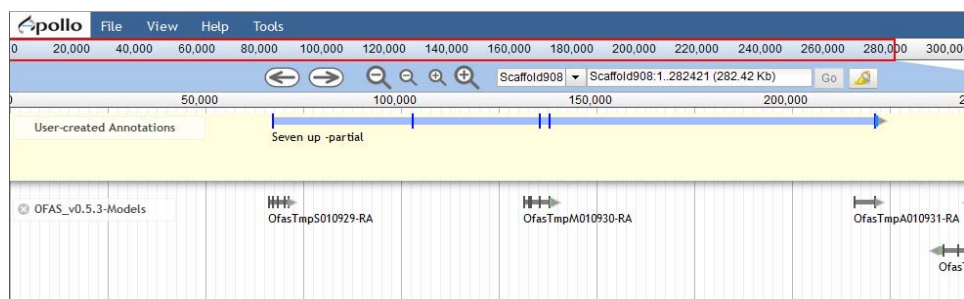 Apollo File View Help Tools
0 20,000 40,000 60,000 80,000 100,000 120,000 140,000 160,000 180,000 200,000 220,000 240,000 260,000 280,000 300,00
Scaffold908 Scaffold908:1..282421 (282.42 Kb) Go
50,000 100,000 150,000 200,000 2
User-created Annotations
Seven up -partial
OFAS_v0.5.3-Models
OfasTmpS010929-RA OfasTmpM010930-RA OfasTmpA010931-RA
OfasT